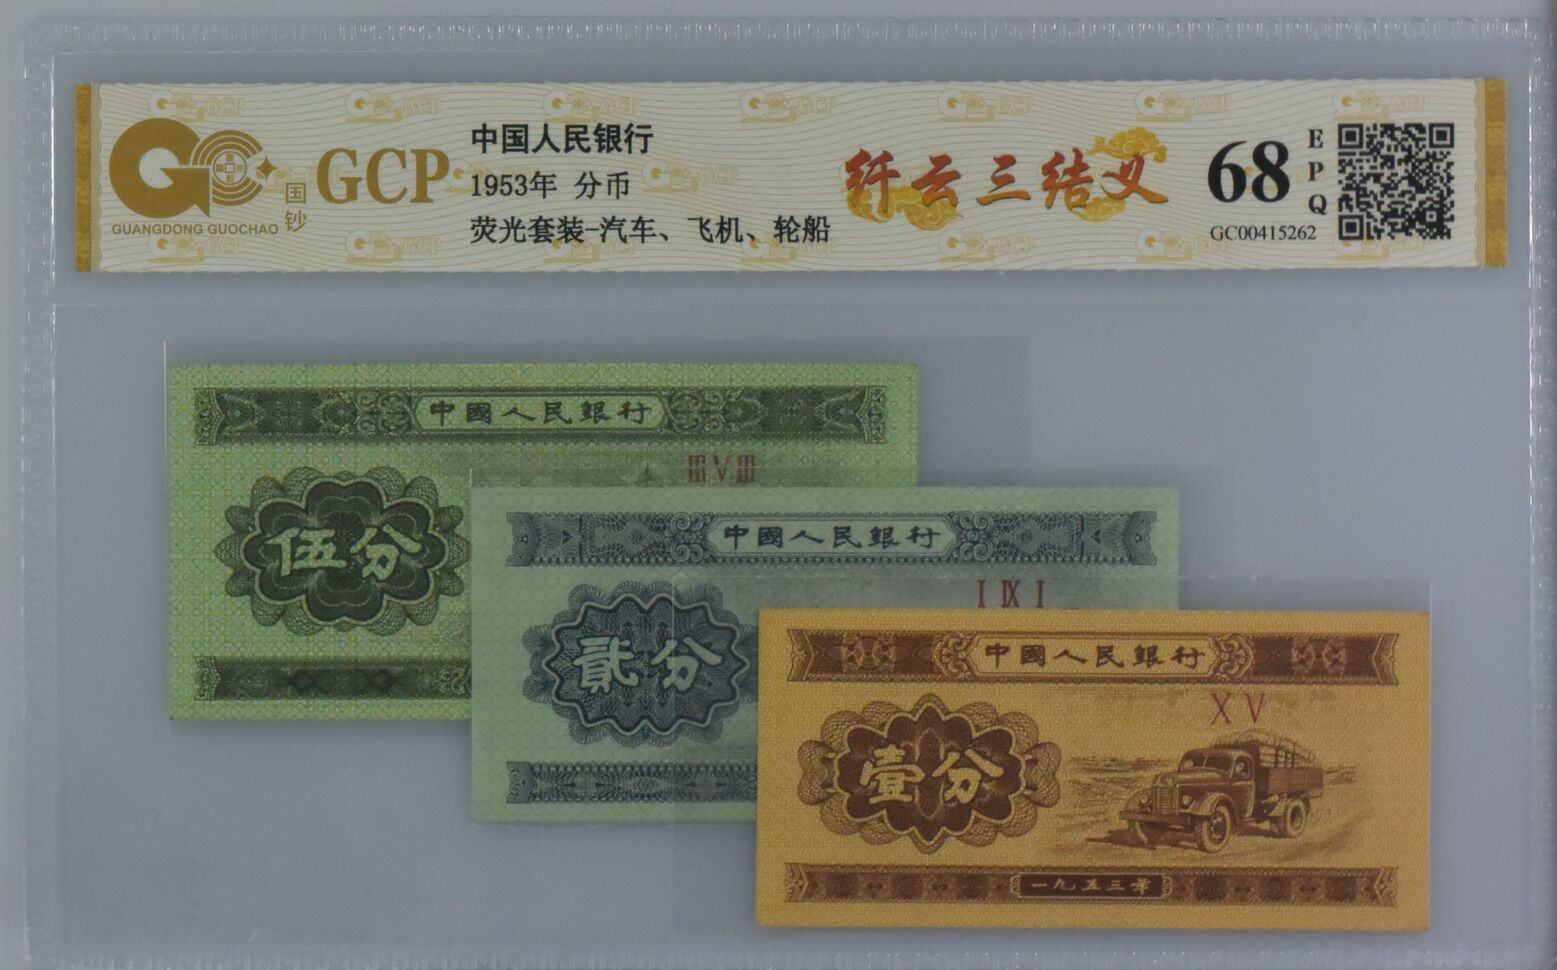 GUANGDONG GUOCHAO
国钞
GCP
中国人民银行
1953年 分币
荧光套装-汽车、飞机、轮船
纤云三结义
68
EPQ
GC00415262
中國人民銀行
ⅢⅤⅢ
伍分
中國人民銀行
Ⅰ Ⅸ Ⅰ
貳分
中國人民銀行
Ⅹ Ⅴ
壹分
一九五三年